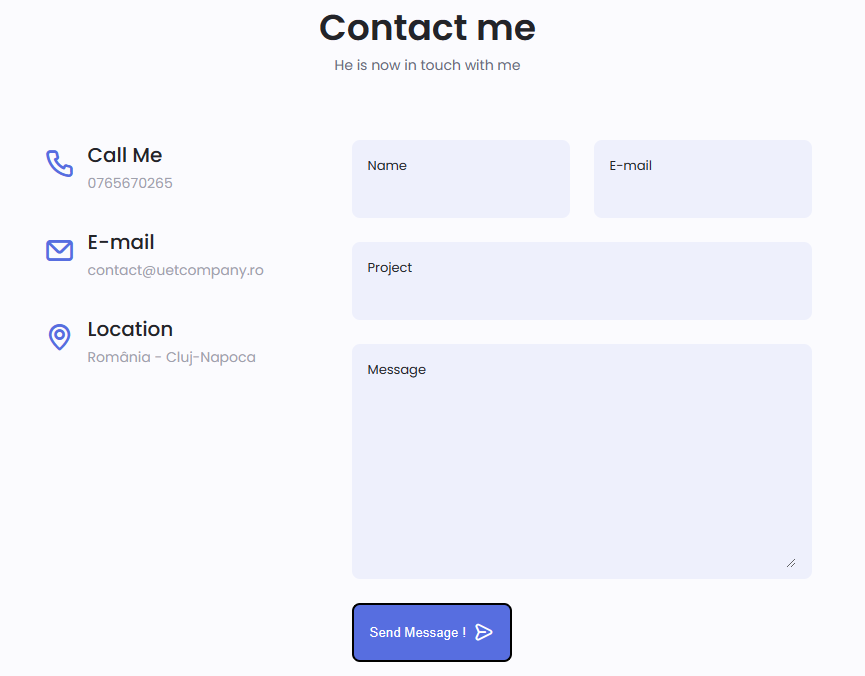 Contact me
He is now in touch with me
Call Me
0765670265
E-mail
contact@uetcompany.ro
Location
România - Cluj-Napoca
Name
E-mail
Project
Message
Send Message !